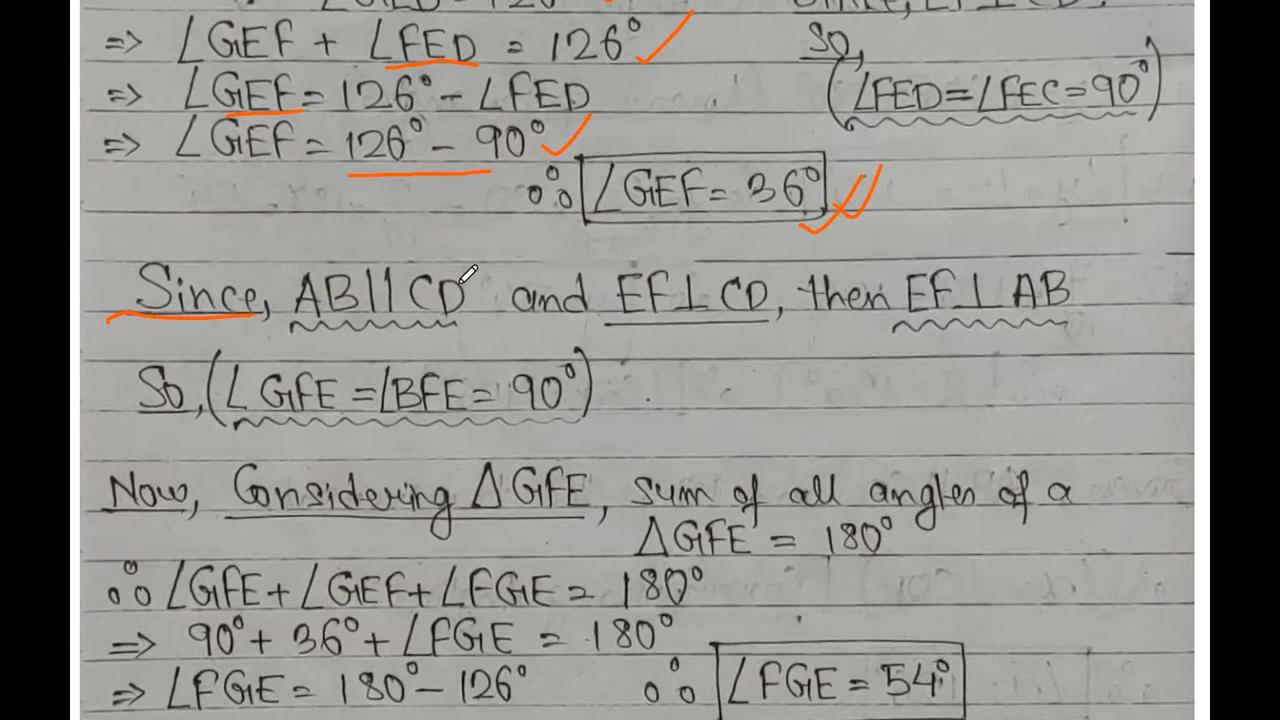 => ∠GEF + ∠FED = 126°
So,
=> ∠GEF = 126° - ∠FED
(∠FED = ∠FEC = 90°)
=> ∠GEF = 126° - 90°
∴ ∠GEF = 36°
Since, AB||CD and EF⊥CD, then EF⊥AB
So, (∠GFE = ∠BFE = 90°)
Now, Considering △GFE, sum of all angles of a
△GFE = 180°
∴ ∠GFE + ∠GEF + ∠FGE = 180°
=> 90° + 36° + ∠FGE = 180°
=> ∠FGE = 180° - 126° ∴ ∠FGE = 54°